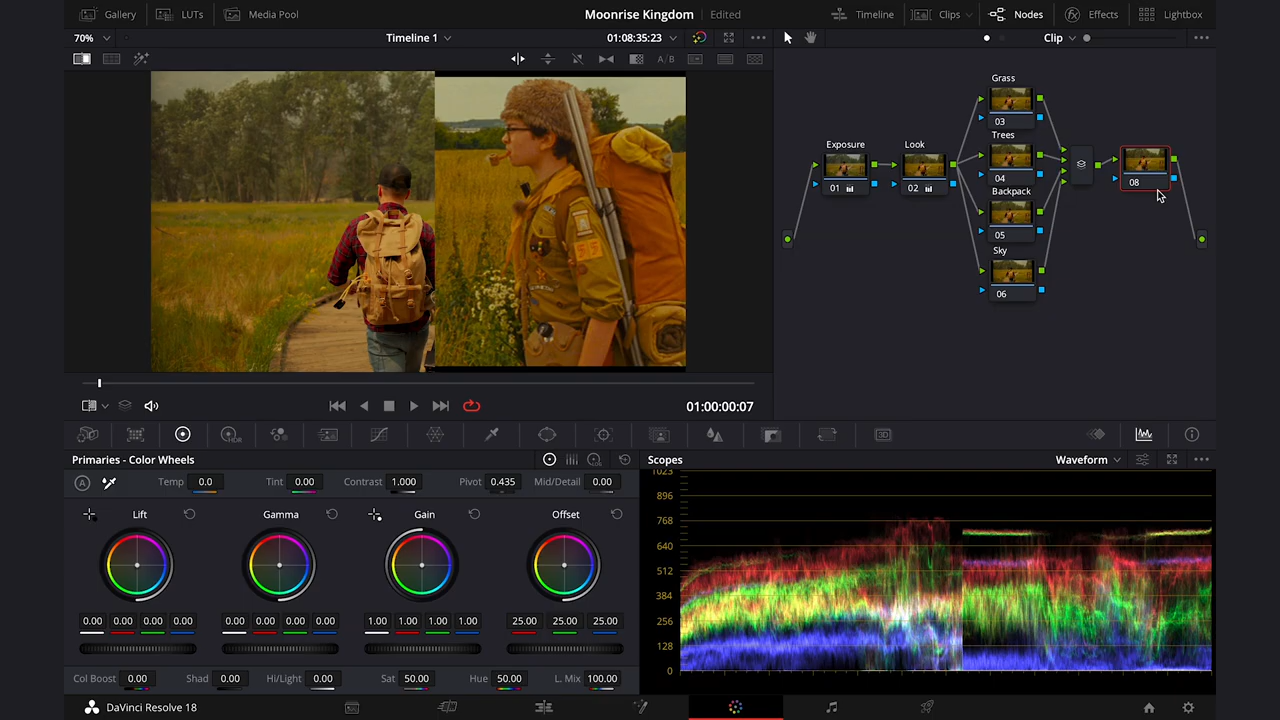 Gallery LUTs Media Pool Moonrise Kingdom Edited Timeline Clips Nodes Effects Lightbox
70% Timeline 1 01:08:35:23 Clip
A/B
Grass
03
Trees
Exposure Look
04
01 02 08
Backpack
05
Sky
06
01:00:00:07
HDR 3D
Primaries - Color Wheels Scopes Waveform
A Temp 0.0 Tint 0.00 Contrast 1.000 Pivot 0.435 Mid/Detail 0.00
Lift Gamma Gain Offset
0.00 0.00 0.00 0.00 0.00 0.00 0.00 0.00 1.00 1.00 1.00 1.00 25.00 25.00 25.00
Col Boost 0.00 Shad 0.00 Hi/Light 0.00 Sat 50.00 Hue 50.00 L. Mix 100.00
1023
896
768
640
512
384
256
128
0
DaVinci Resolve 18